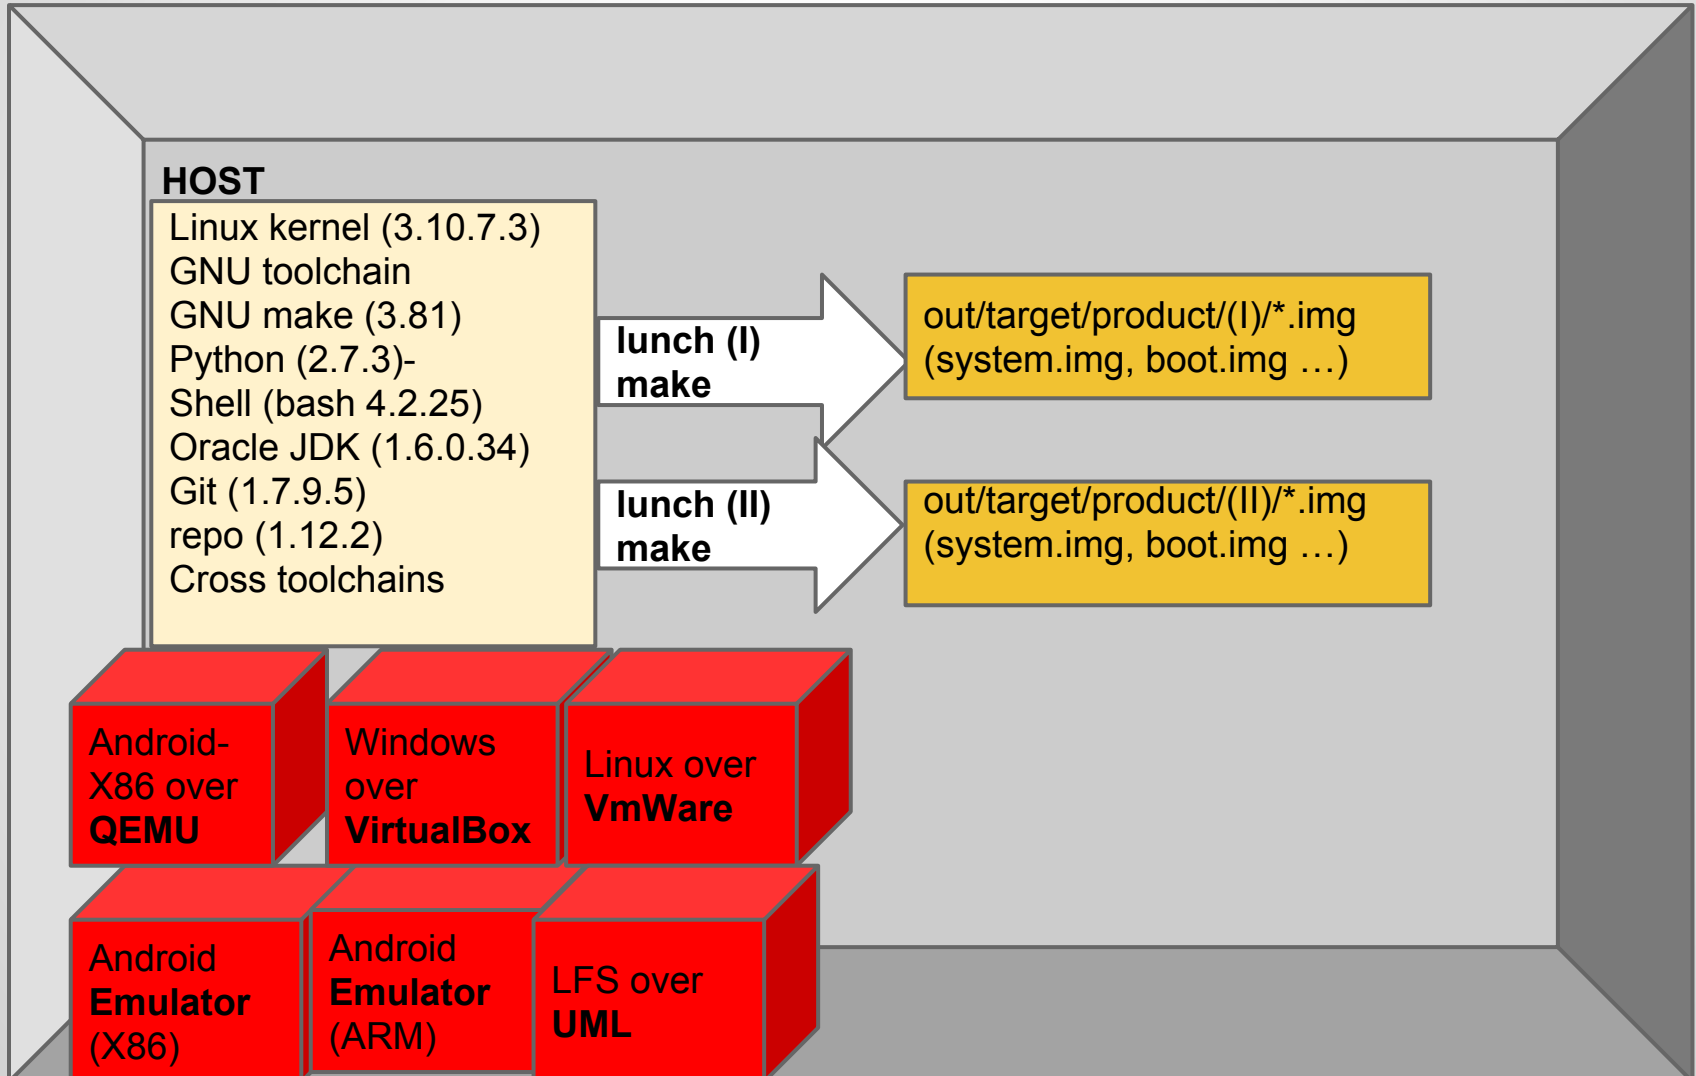 HOST
Linux kernel (3.10.7.3)
GNU toolchain
GNU make (3.81)
Python (2.7.3)-
Shell (bash 4.2.25)
Oracle JDK (1.6.0.34)
Git (1.7.9.5)
repo (1.12.2)
Cross toolchains
lunch (I)
make
out/target/product/(I)/*.img
(system.img, boot.img …)
lunch (II)
make
out/target/product/(II)/*.img
(system.img, boot.img …)
Android-
X86 over
QEMU
Windows
over
VirtualBox
Linux over
VmWare
Android
Emulator
(X86)
Android
Emulator
(ARM)
LFS over
UML